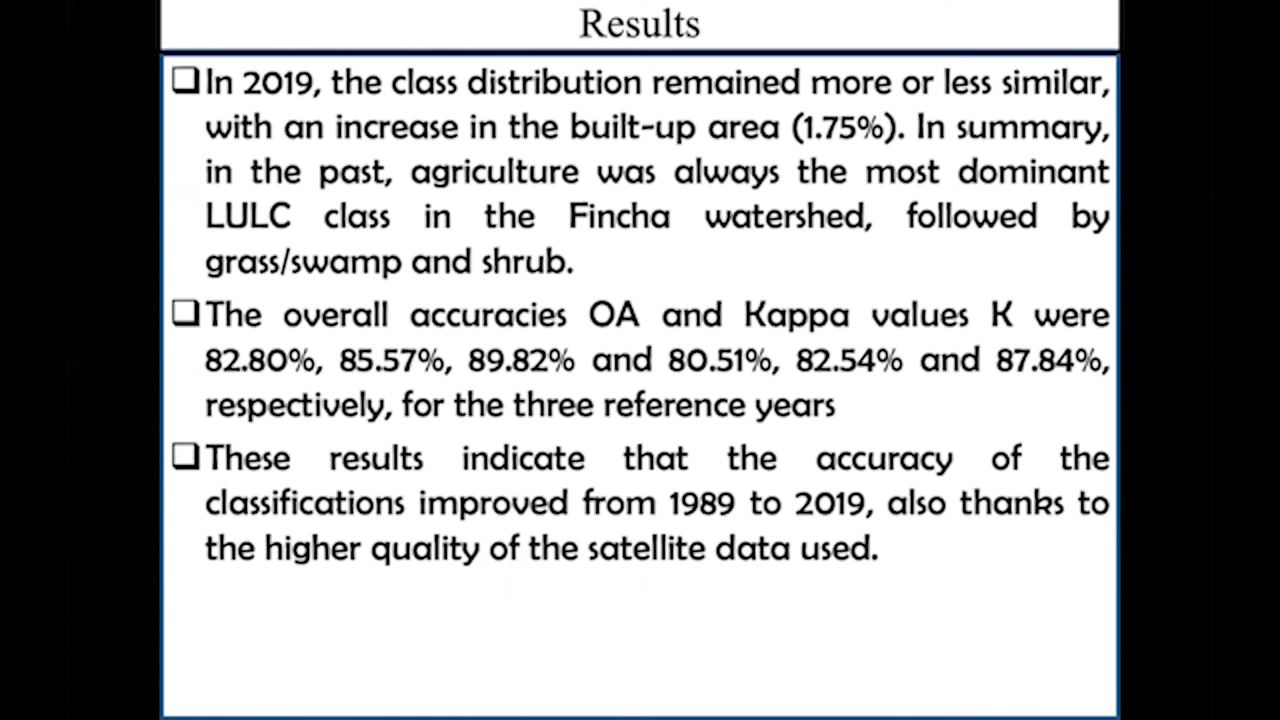 Results
❑In 2019, the class distribution remained more or less similar,
with an increase in the built-up area (1.75%). In summary,
in the past, agriculture was always the most dominant
LULC class in the Fincha watershed, followed by
grass/swamp and shrub.
❑The overall accuracies OA and Kappa values K were
82.80%, 85.57%, 89.82% and 80.51%, 82.54% and 87.84%,
respectively, for the three reference years
❑These results indicate that the accuracy of the
classifications improved from 1989 to 2019, also thanks to
the higher quality of the satellite data used.